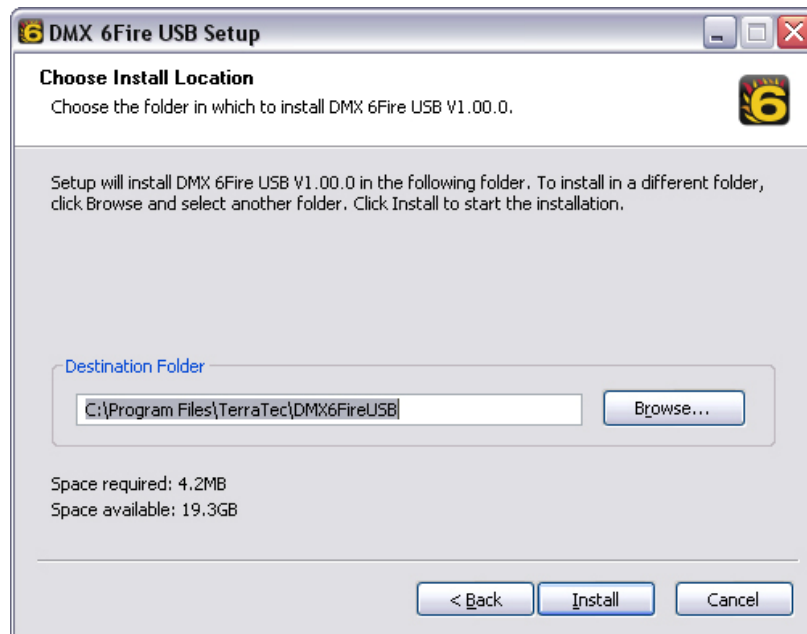 DMX 6Fire USB Setup
Choose Install Location
Choose the folder in which to install DMX 6Fire USB V1.00.0.
6
Setup will install DMX 6Fire USB V1.00.0 in the following folder. To install in a different folder,
click Browse and select another folder. Click Install to start the installation.
Destination Folder
C:\Program Files\TerraTec\DMX6FireUSB
Browse...
Space required: 4.2MB
Space available: 19.3GB
< Back
Install
Cancel